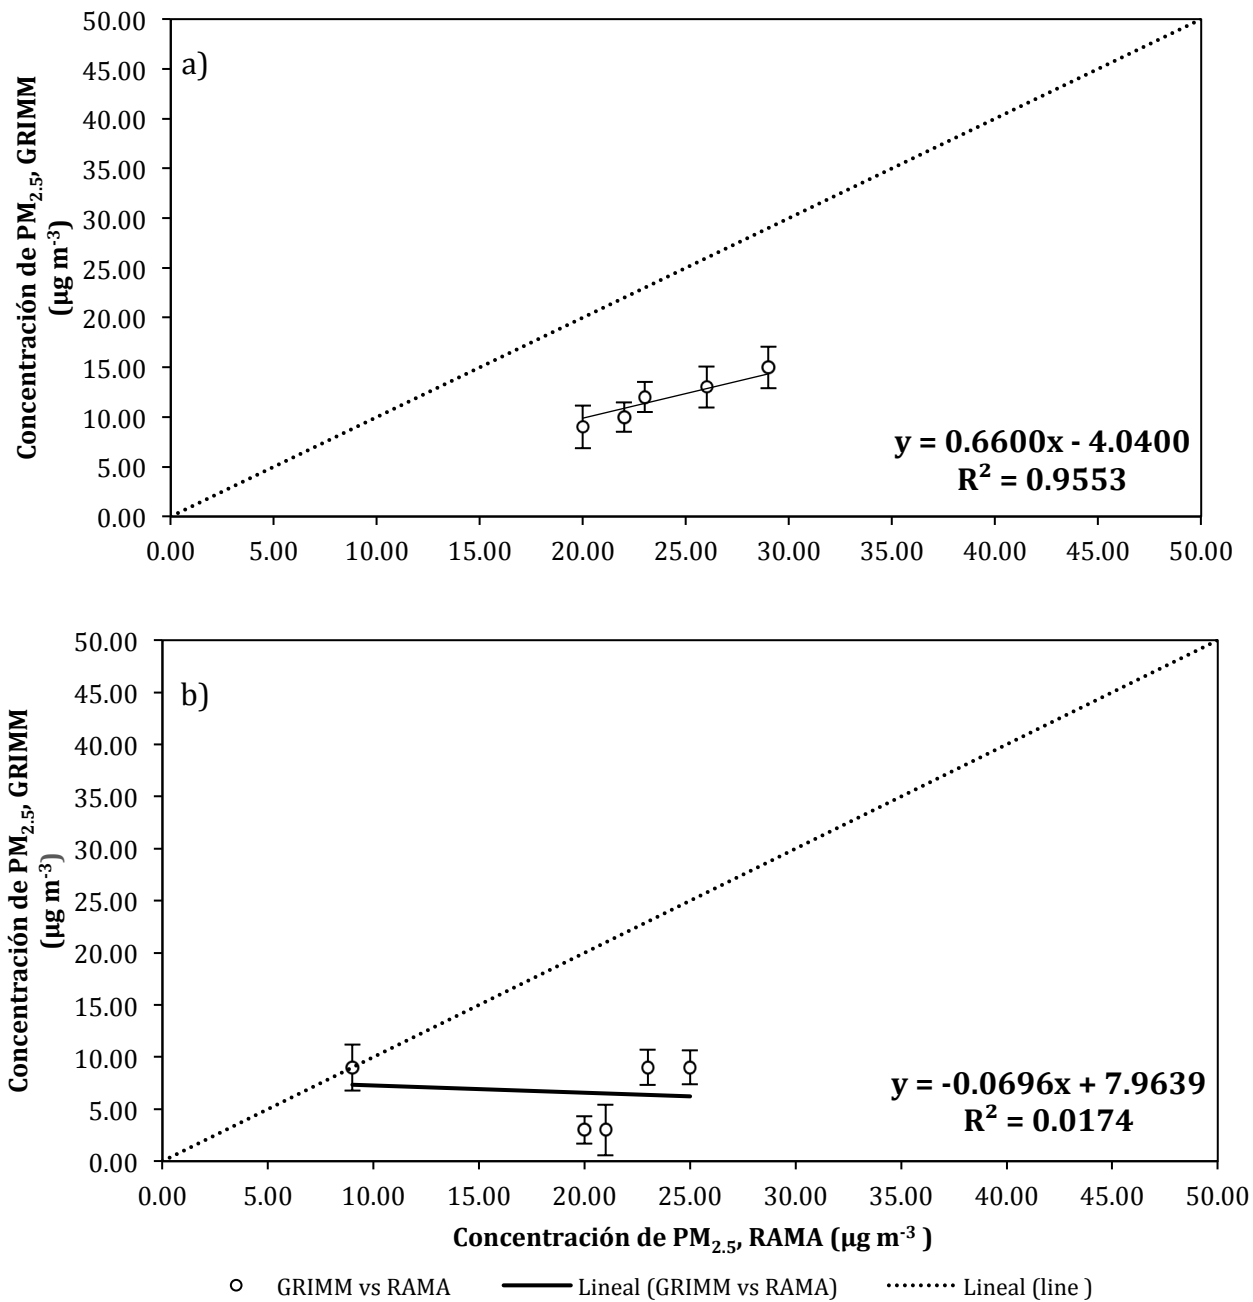 a)
Concentración de PM2.5, GRIMM
(µg m-3)
50.00
45.00
40.00
35.00
30.00
25.00
20.00
15.00
10.00
5.00
0.00
y = 0.6600x - 4.0400
R² = 0.9553
0.00 5.00 10.00 15.00 20.00 25.00 30.00 35.00 40.00 45.00 50.00
b)
Concentración de PM2.5, GRIMM
(µg m-3)
50.00
45.00
40.00
35.00
30.00
25.00
20.00
15.00
10.00
5.00
0.00
y = -0.0696x + 7.9639
R² = 0.0174
0.00 5.00 10.00 15.00 20.00 25.00 30.00 35.00 40.00 45.00 50.00
Concentración de PM2.5, RAMA (µg m-3 )
GRIMM vs RAMA Lineal (GRIMM vs RAMA) Lineal (line )